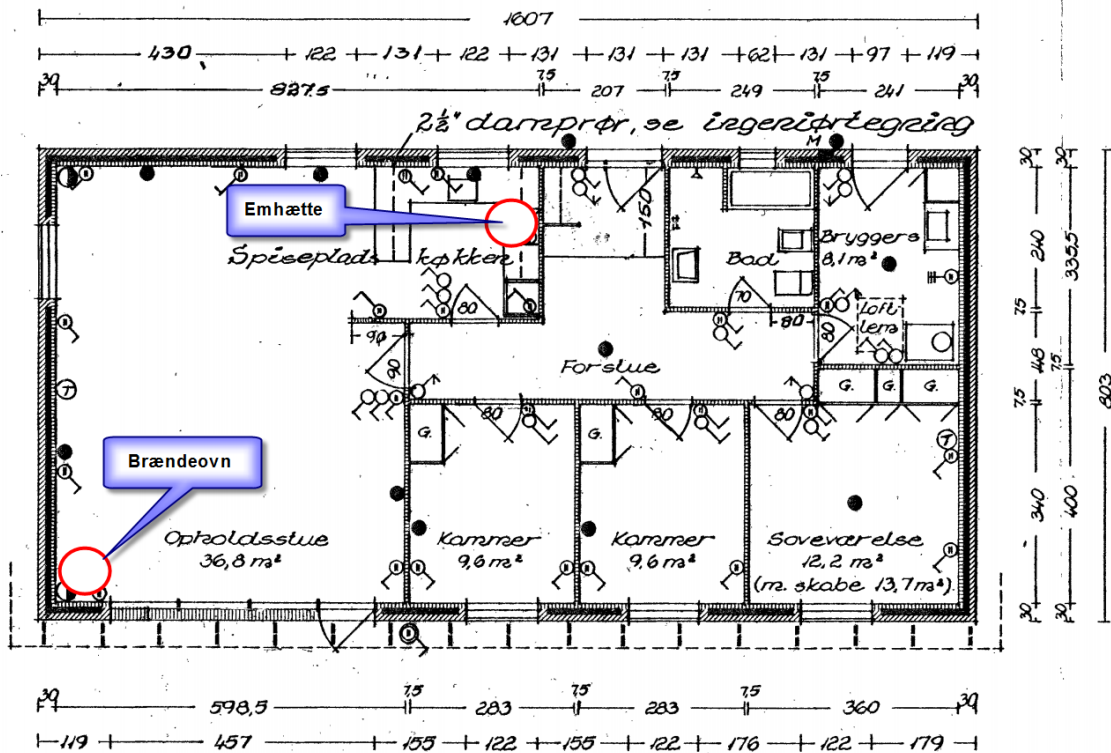 1607
430 122 131 122 131 131 131 62 131 97 119
30 827,5 7,5 207 7,5 249 7,5 241 30
2½" damprør, se ingeniørtegning
M
Emhætte
150
Spiseplads
køkken
Bad
Bryggers
8,1 m²
80
70
80
80
Loft
lem
90
90
Forstue
G. G. G.
80
80
80
G.
G.
T
T
Brændeovn
Opholdsstue
36,8 m²
Kammer
9,6 m²
Kammer
9,6 m²
Soveværelse
12,2 m²
(m. skabe 13,7 m²)
30 240 7,5 148 7,5 340 30
30 335,5 7,5 400 30
803
30 598,5 7,5 283 7,5 283 7,5 360 30
119 457 155 122 155 122 176 122 179